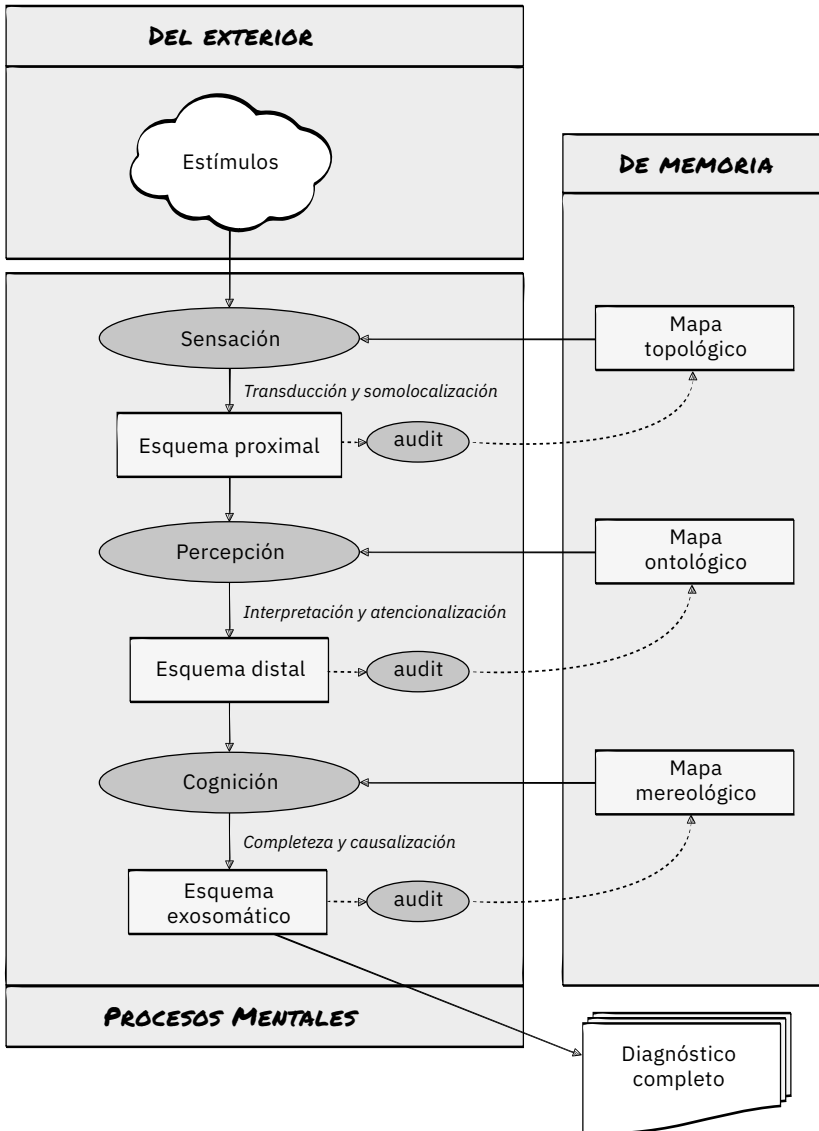 DEL EXTERIOR
Estímulos
DE MEMORIA
Sensación
Mapa
topológico
Transducción y somolocalización
Esquema proximal
audit
Percepción
Mapa
ontológico
Interpretación y atencionalización
Esquema distal
audit
Cognición
Mapa
mereológico
Completeza y causalización
Esquema
exosomático
audit
PROCESOS MENTALES
Diagnóstico
completo